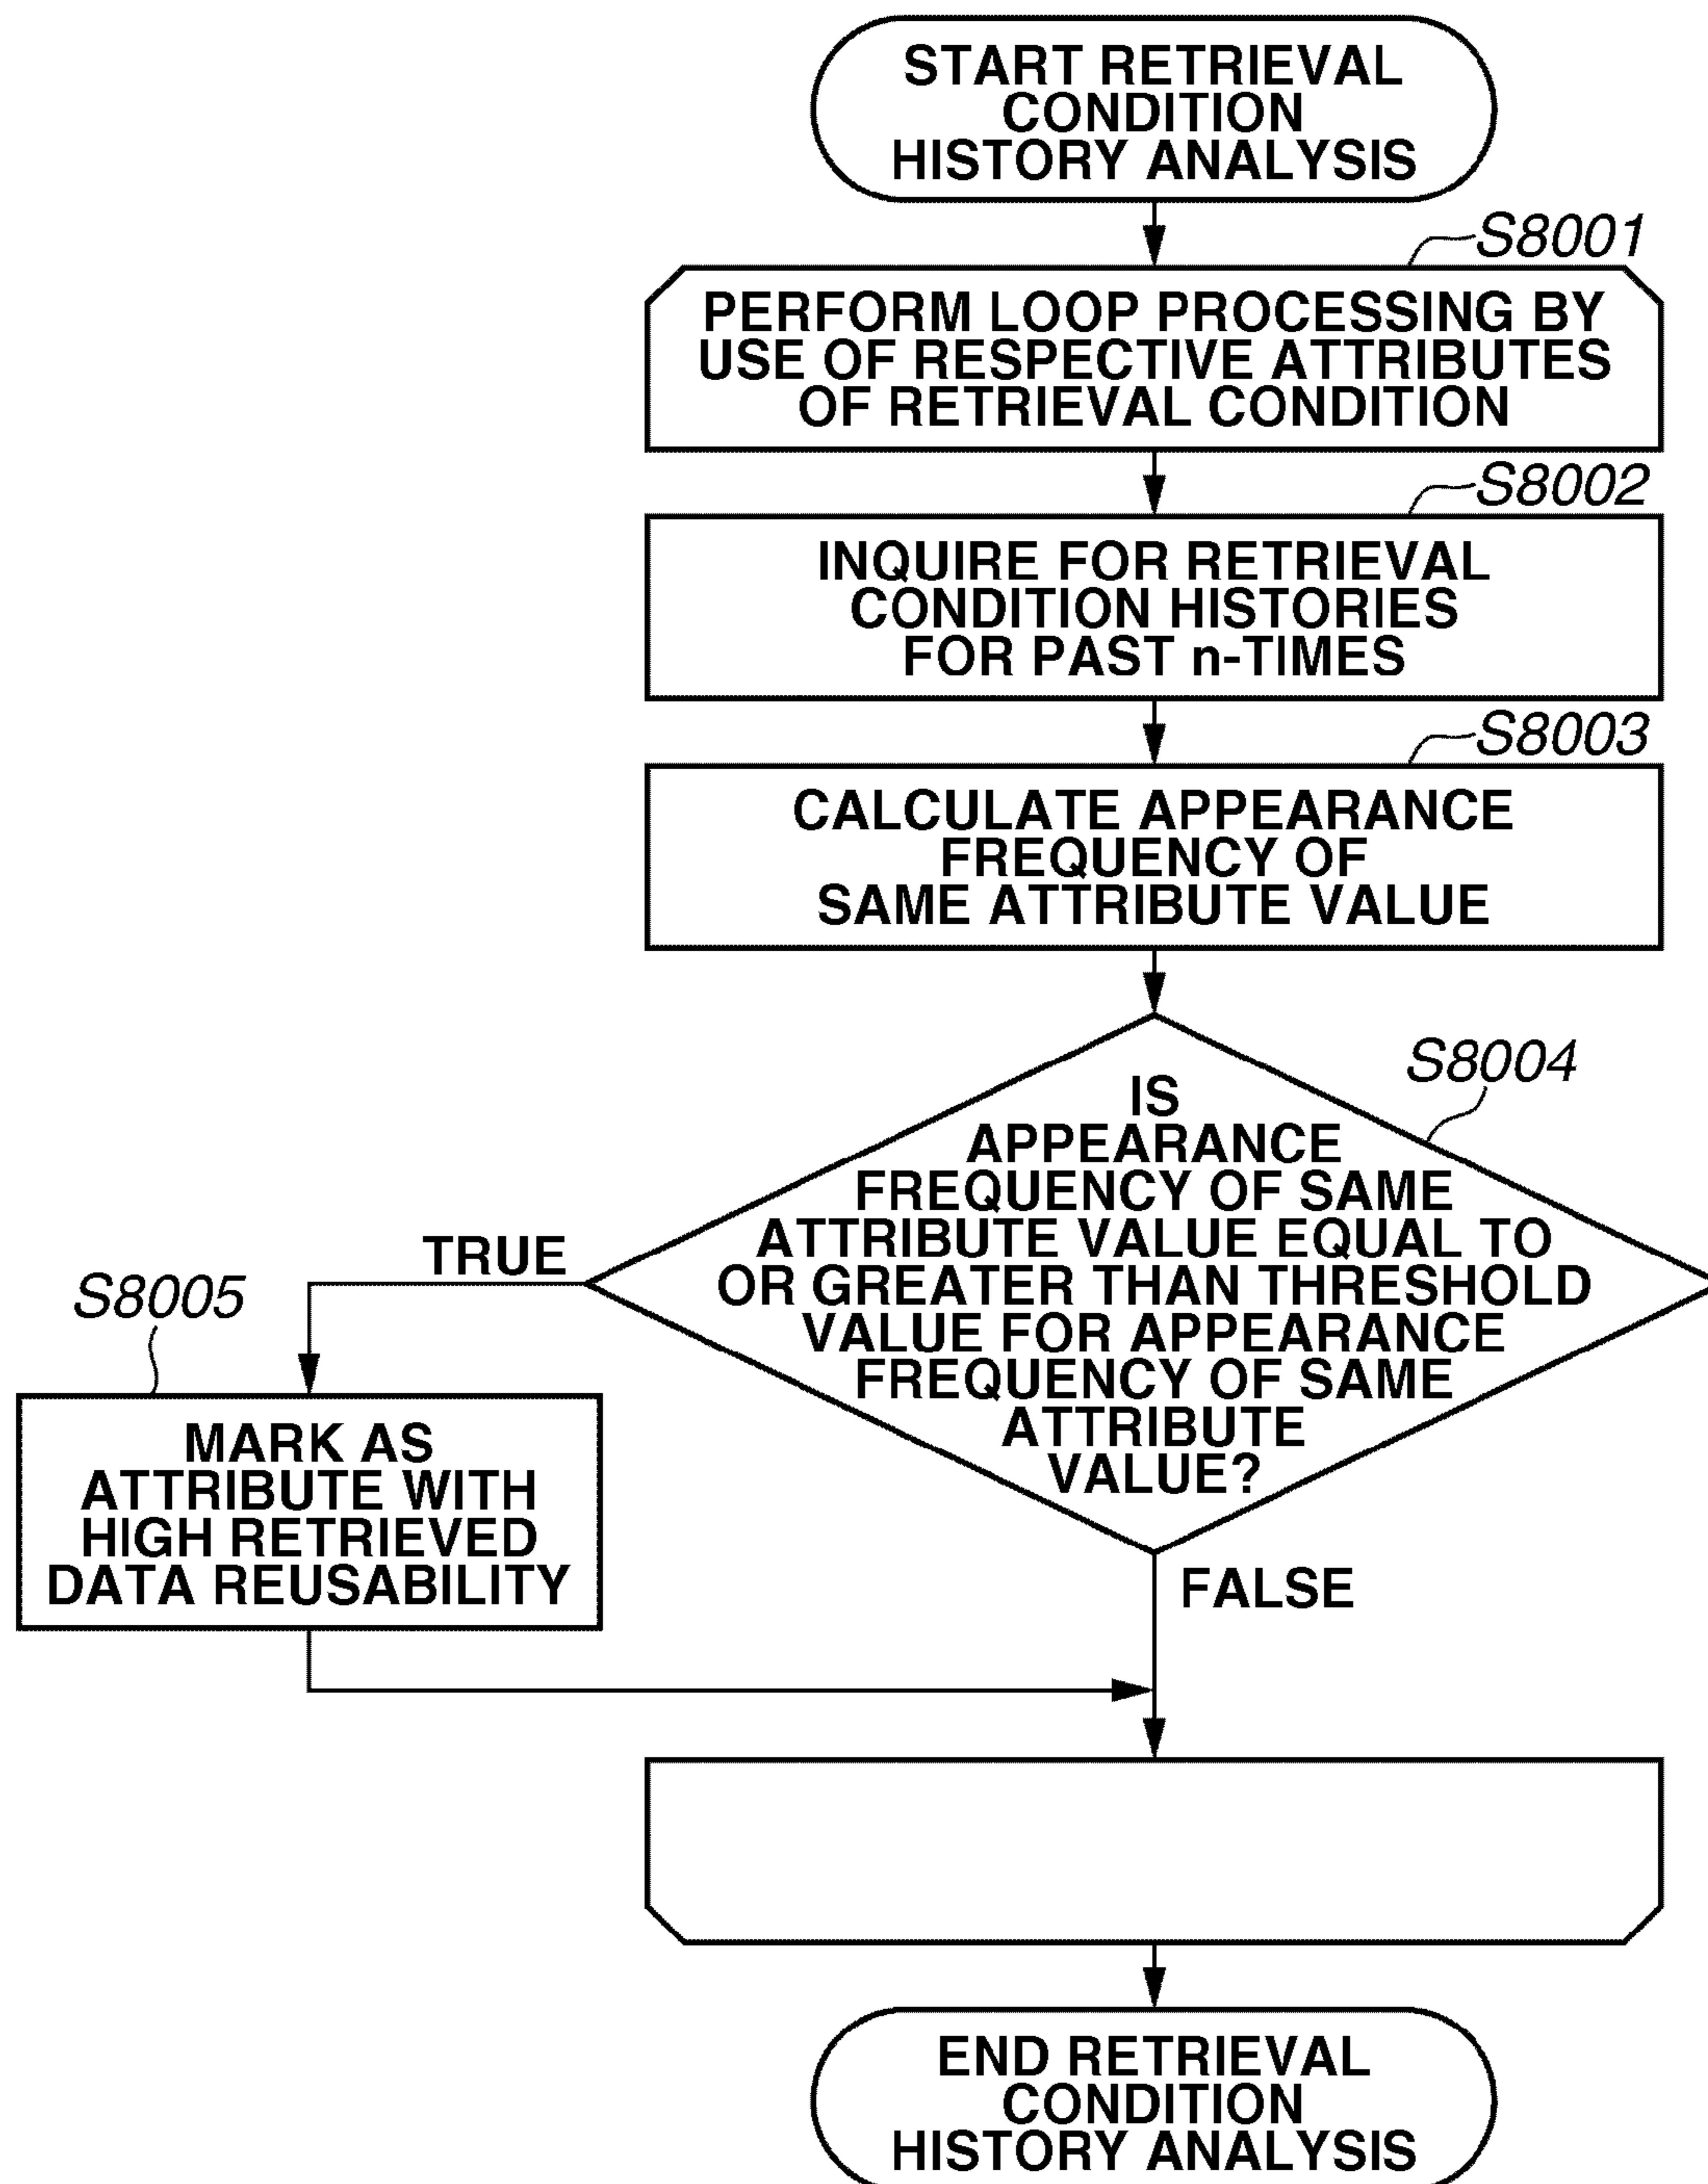 START RETRIEVAL
CONDITION
HISTORY ANALYSIS
S8001
PERFORM LOOP PROCESSING BY
USE OF RESPECTIVE ATTRIBUTES
OF RETRIEVAL CONDITION
S8002
INQUIRE FOR RETRIEVAL
CONDITION HISTORIES
FOR PAST n-TIMES
S8003
CALCULATE APPEARANCE
FREQUENCY OF
SAME ATTRIBUTE VALUE
S8004
IS
APPEARANCE
FREQUENCY OF SAME
ATTRIBUTE VALUE EQUAL TO
OR GREATER THAN THRESHOLD
VALUE FOR APPEARANCE
FREQUENCY OF SAME
ATTRIBUTE
VALUE?
TRUE
S8005
MARK AS
ATTRIBUTE WITH
HIGH RETRIEVED
DATA REUSABILITY
FALSE
END RETRIEVAL
CONDITION
HISTORY ANALYSIS